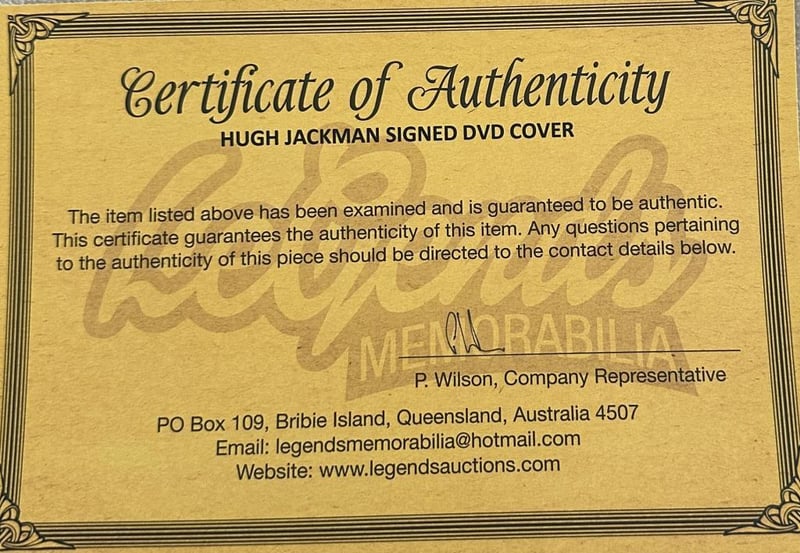 Certificate of Authenticity
HUGH JACKMAN SIGNED DVD COVER
The item listed above has been examined and is guaranteed to be authentic.
This certificate guarantees the authenticity of this item. Any questions pertaining
to the authenticity of this piece should be directed to the contact details below.
Legends
MEMORABILIA
P. Wilson, Company Representative
PO Box 109, Bribie Island, Queensland, Australia 4507
Email: legendsmemorabilia@hotmail.com
Website: www.legendsauctions.com